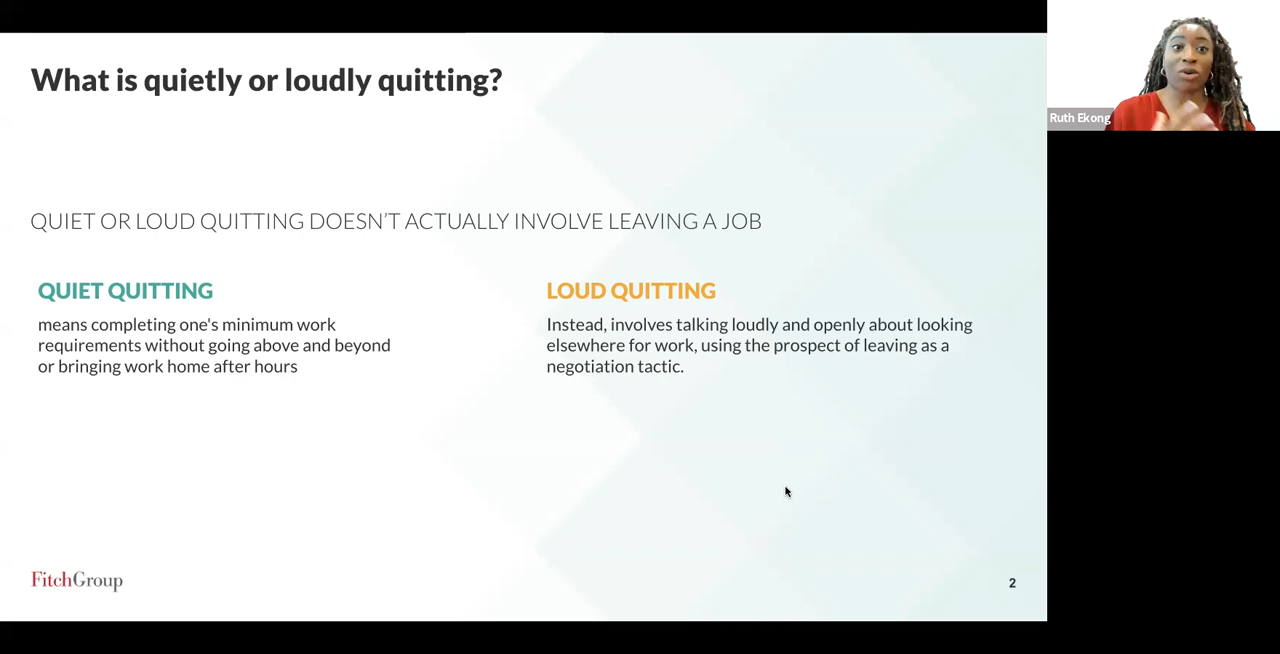 What is quietly or loudly quitting?
Ruth Ekong
QUIET OR LOUD QUITTING DOESN'T ACTUALLY INVOLVE LEAVING A JOB
QUIET QUITTING
means completing one's minimum work
requirements without going above and beyond
or bringing work home after hours
LOUD QUITTING
Instead, involves talking loudly and openly about looking
elsewhere for work, using the prospect of leaving as a
negotiation tactic.
FitchGroup
2